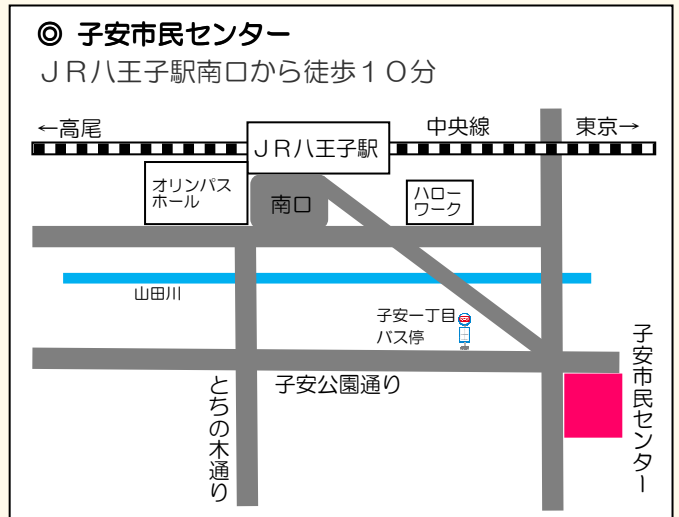 ◎ 子安市民センター
ＪＲ八王子駅南口から徒歩１０分
←高尾
ＪＲ八王子駅
中央線
東京→
オリンパス
ホール
南口
ハロー
ワーク
山田川
子安一丁目
バス停
子安市民センター
子安公園通り
とちの木通り